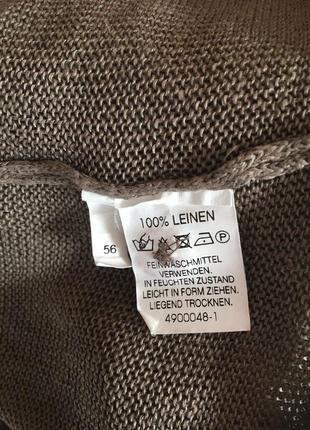 56
100% LEINEN
P
FEINWASCHMITTEL
VERWENDEN.
IN FEUCHTEN ZUSTAND
LEICHT IN FORM ZIEHEN.
LIEGEND TROCKNEN.
4900048-1